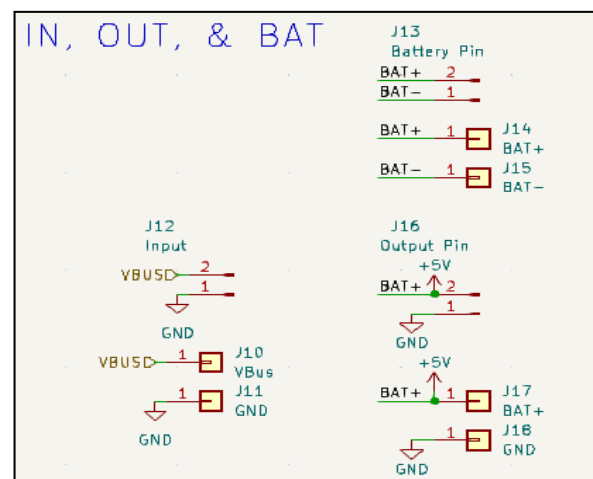 IN, OUT, & BAT
J13
Battery Pin
BAT+ 2
BAT- 1
BAT+ 1 J14
BAT+
BAT- 1 J15
BAT-
J12
Input
VBUS 2
1
GND
VBUS 1 J10
VBus
1 J11
GND
GND
J16
Output Pin
+5V
BAT+ 2
1
GND
+5V
BAT+ 1 J17
BAT+
1 J18
GND
GND